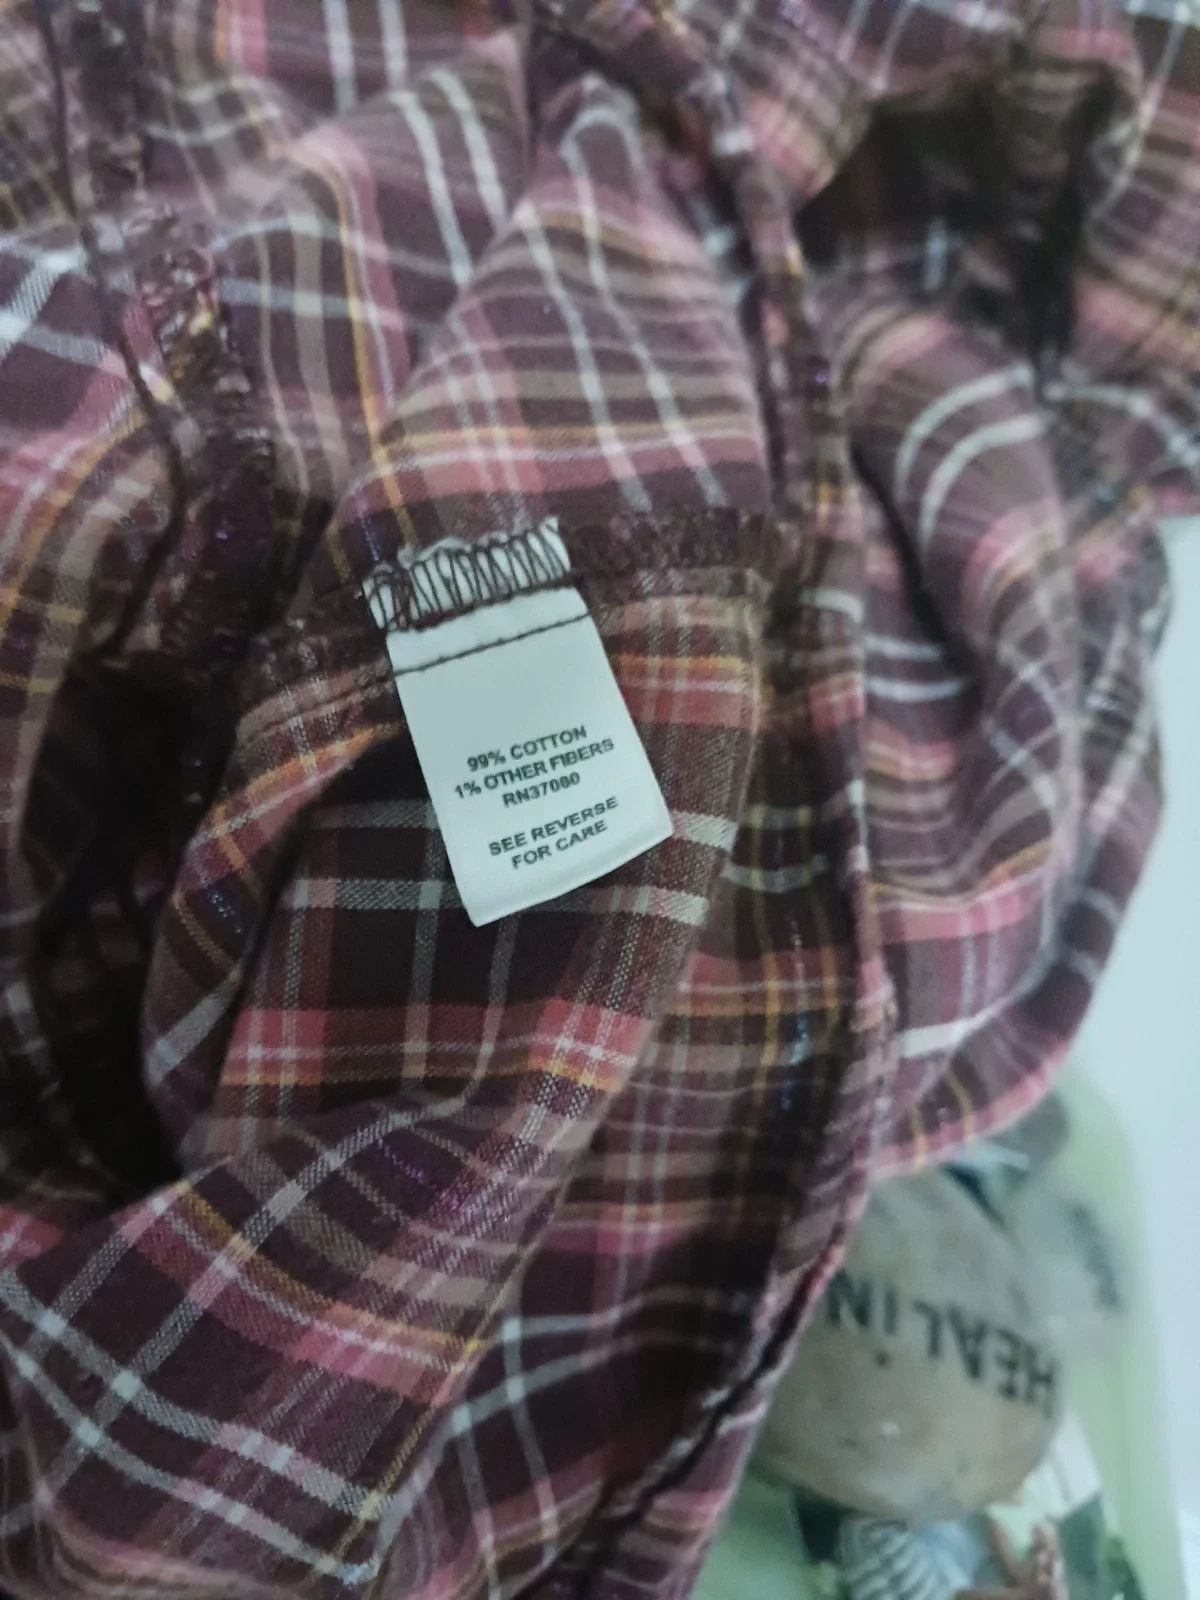 99% COTTON
1% OTHER FIBERS
RN37080
SEE REVERSE
FOR CARE
HEALIN